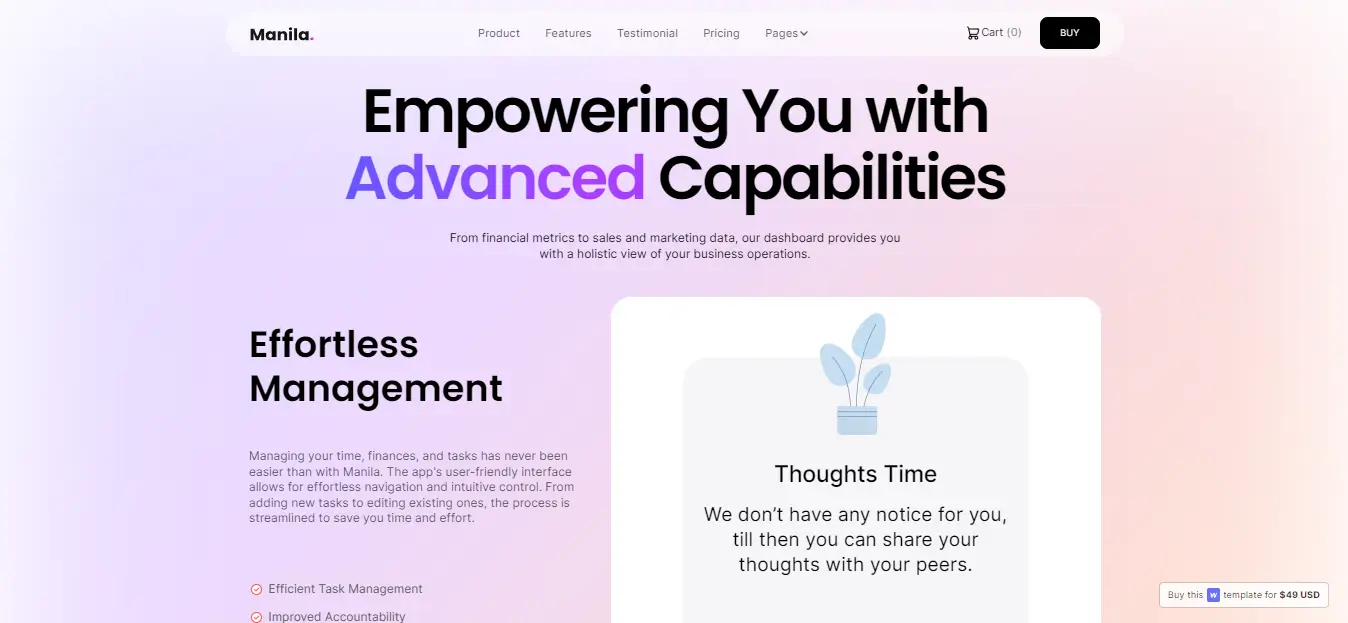 Manila.
Product Features Testimonial Pricing Pages
Cart (0)
BUY
Empowering You with
Advanced Capabilities
From financial metrics to sales and marketing data, our dashboard provides you
with a holistic view of your business operations.
Effortless
Management
Managing your time, finances, and tasks has never been
easier than with Manila. The app's user-friendly interface
allows for effortless navigation and intuitive control. From
adding new tasks to editing existing ones, the process is
streamlined to save you time and effort.
Efficient Task Management
Improved Accountability
Thoughts Time
We don’t have any notice for you,
till then you can share your
thoughts with your peers.
Buy this W template for $49 USD